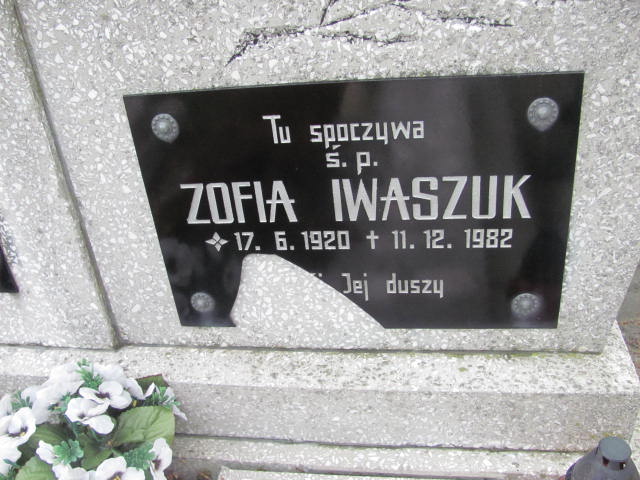 Tu spoczywa
ś. p.
ZOFIA IWASZUK
17. 6. 1920 † 11. 12. 1982
Jej duszy